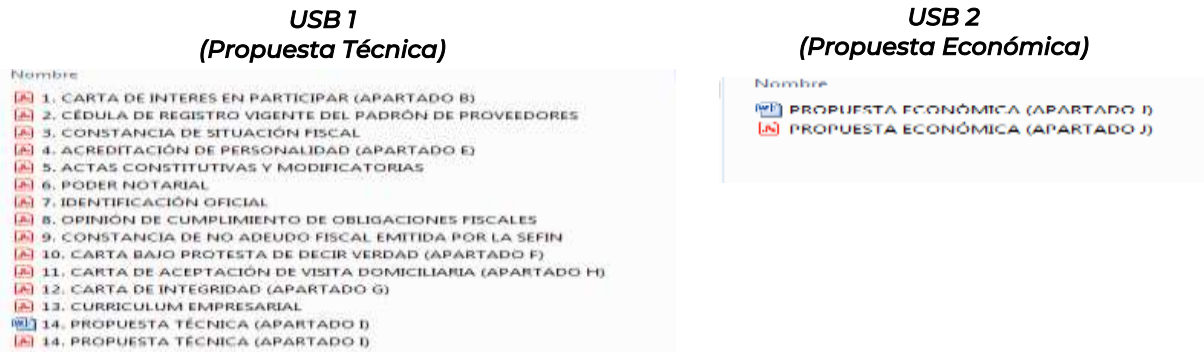 USB 1
(Propuesta Técnica)
Nombre
1. CARTA DE INTERES EN PARTICIPAR (APARTADO B)
2. CÉDULA DE REGISTRO VIGENTE DEL PADRÓN DE PROVEEDORES
3. CONSTANCIA DE SITUACIÓN FISCAL
4. ACREDITACIÓN DE PERSONALIDAD (APARTADO E)
5. ACTAS CONSTITUTIVAS Y MODIFICATORIAS
6. PODER NOTARIAL
7. IDENTIFICACIÓN OFICIAL
8. OPINIÓN DE CUMPLIMIENTO DE OBLIGACIONES FISCALES
9. CONSTANCIA DE NO ADEUDO FISCAL EMITIDA POR LA SEFIN
10. CARTA BAJO PROTESTA DE DECIR VERDAD (APARTADO F)
11. CARTA DE ACEPTACIÓN DE VISITA DOMICILIARIA (APARTADO H)
12. CARTA DE INTEGRIDAD (APARTADO G)
13. CURRICULUM EMPRESARIAL
14. PROPUESTA TÉCNICA (APARTADO I)
14. PROPUESTA TÉCNICA (APARTADO I)
USB 2
(Propuesta Económica)
Nombre
PROPUESTA ECONÓMICA (APARTADO J)
PROPUESTA ECONÓMICA (APARTADO J)